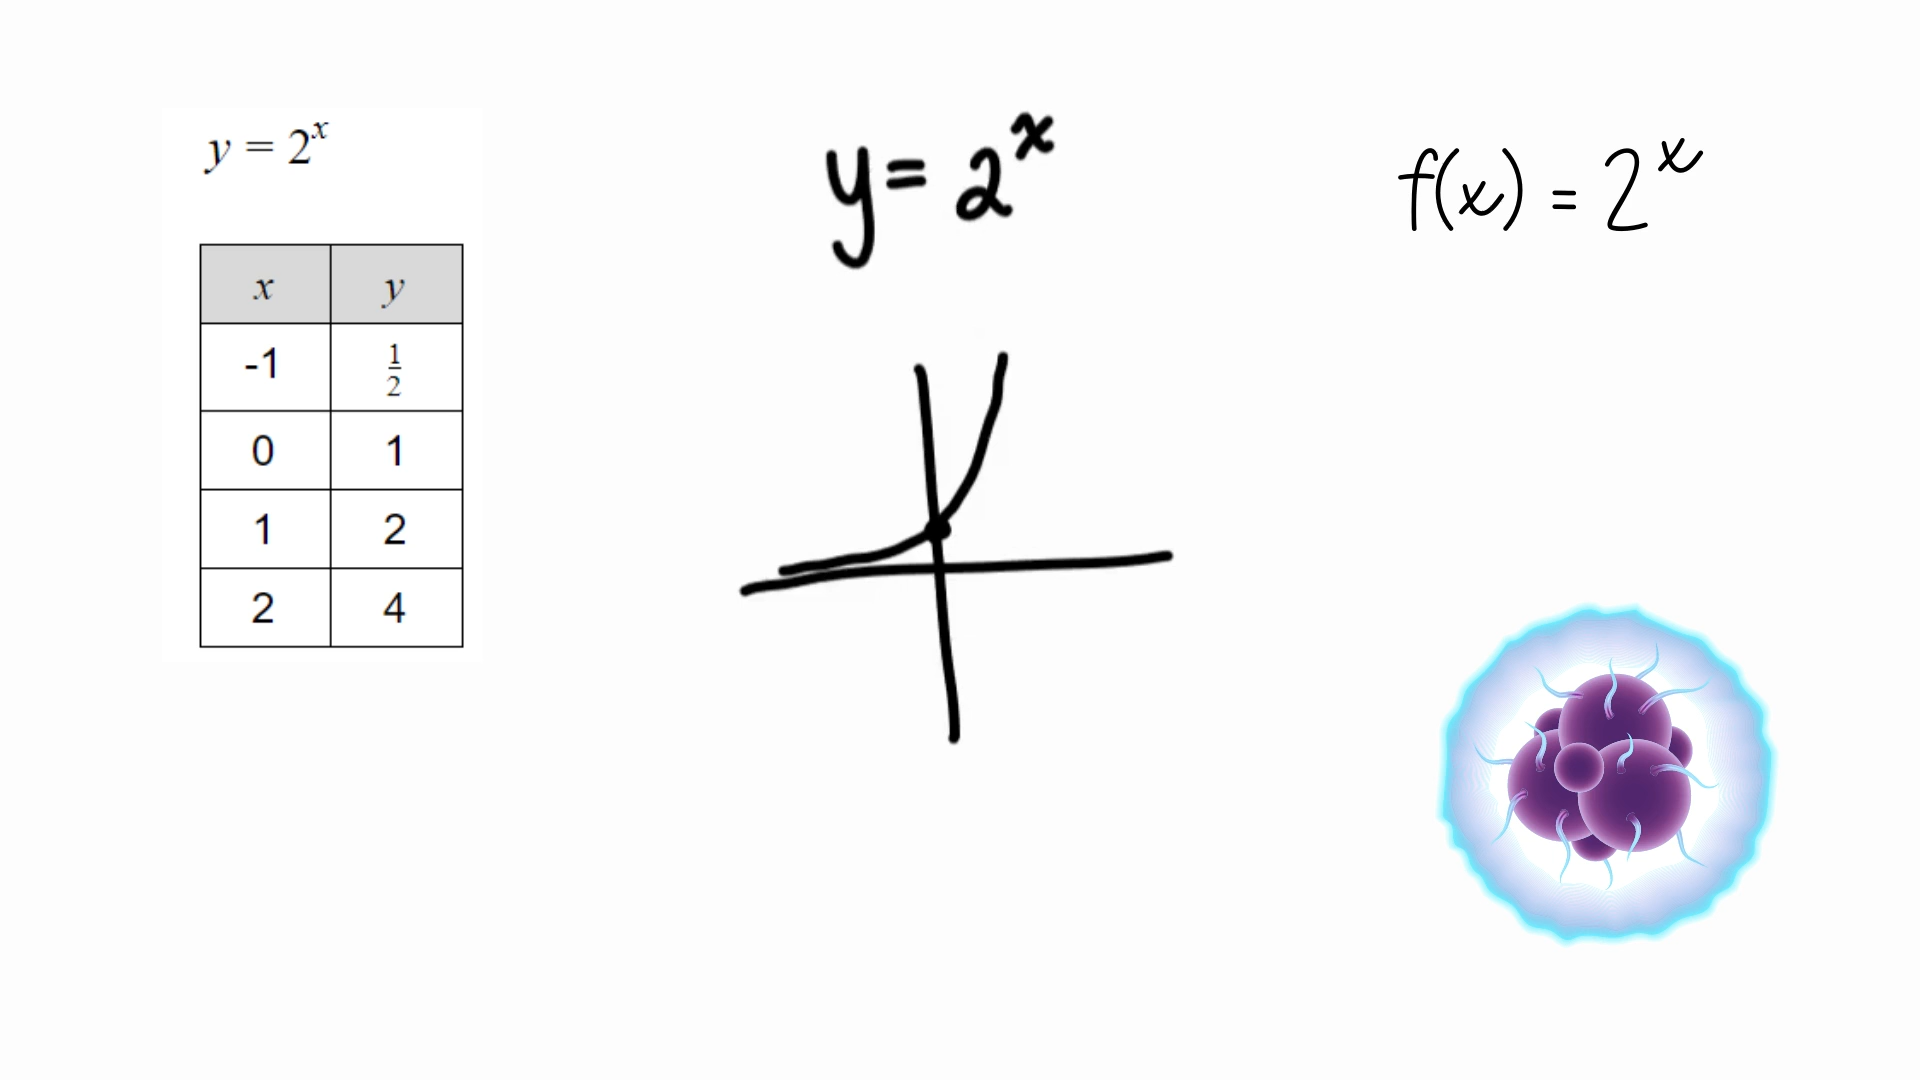 y = 2^x
x y
-1 1/2
0 1
1 2
2 4
y = 2^x
f(x) = 2^x